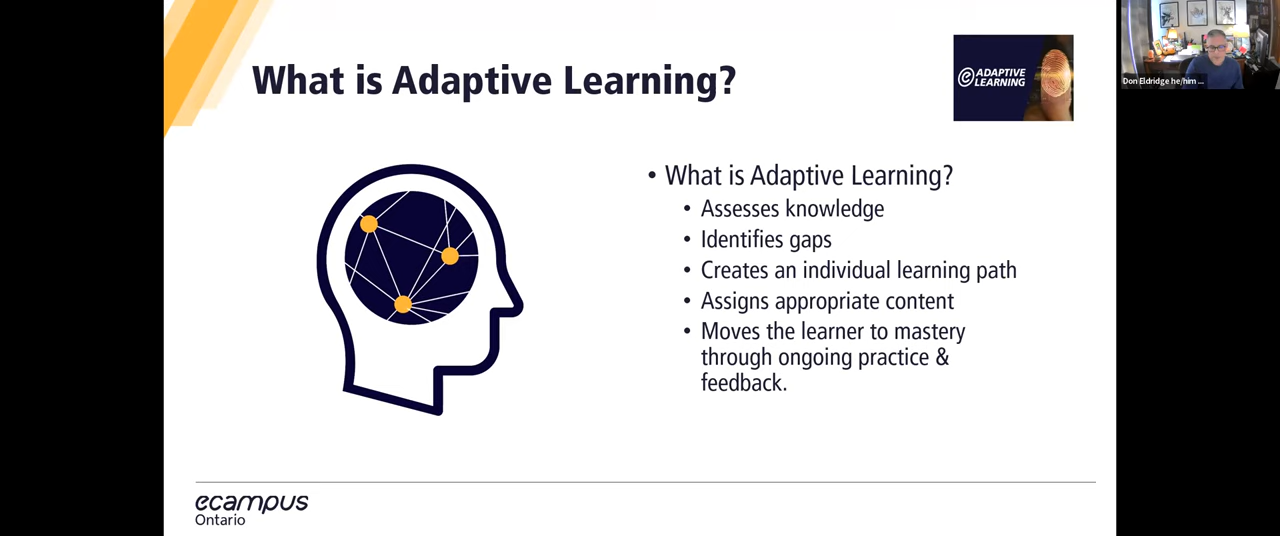 What is Adaptive Learning?
e ADAPTIVE
LEARNING
Don Eldridge he/him ...
• What is Adaptive Learning?
• Assesses knowledge
• Identifies gaps
• Creates an individual learning path
• Assigns appropriate content
• Moves the learner to mastery
through ongoing practice &
feedback.
ecampus
Ontario